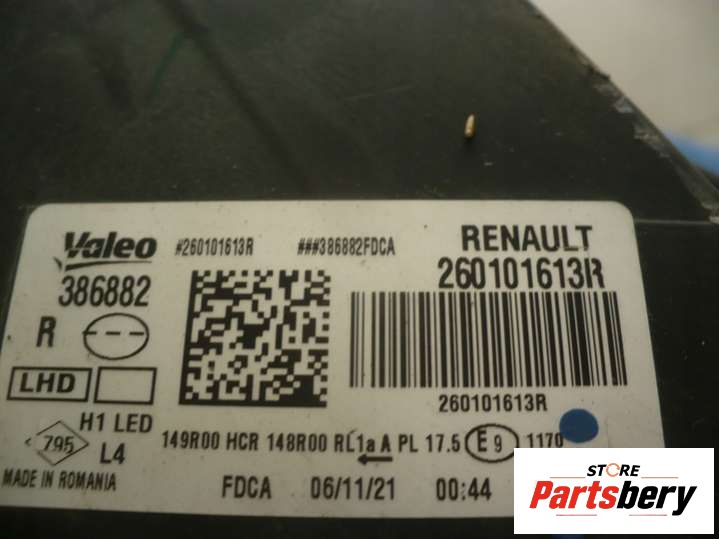 Valeo #260101613R ###386882FDCA RENAULT
386882 260101613R
R
LHD
260101613R
H1 LED
795 L4
149R00 HCR 148R00 RL1a A PL 17.5 E9 1170
MADE IN ROMANIA FDCA 06/11/21 00:44
STORE
Partsbery